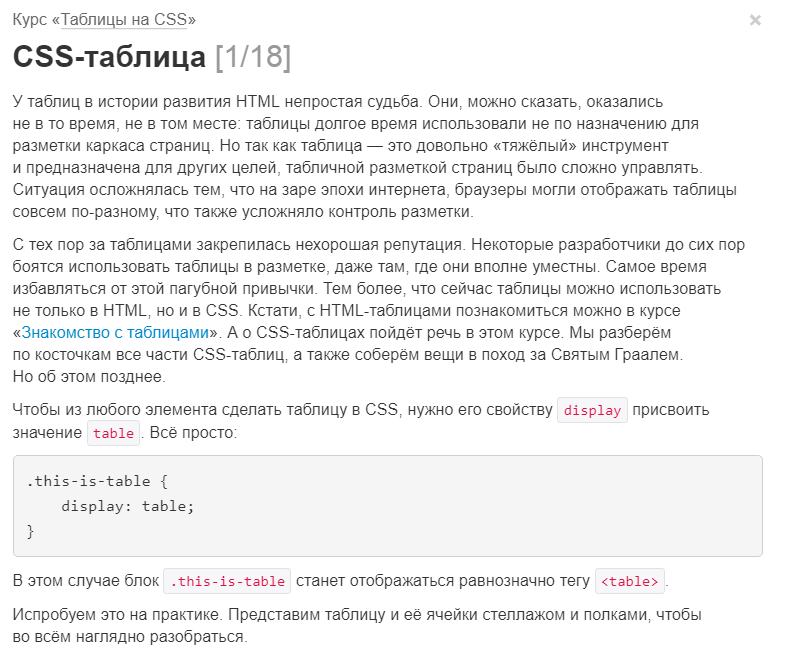 Курс «Таблицы на CSS»
×
CSS-таблица [1/18]
У таблиц в истории развития HTML непростая судьба. Они, можно сказать, оказались
не в то время, не в том месте: таблицы долгое время использовали не по назначению для
разметки каркаса страниц. Но так как таблица — это довольно «тяжёлый» инструмент
и предназначена для других целей, табличной разметкой страниц было сложно управлять.
Ситуация осложнялась тем, что на заре эпохи интернета, браузеры могли отображать таблицы
совсем по-разному, что также усложняло контроль разметки.
С тех пор за таблицами закрепилась нехорошая репутация. Некоторые разработчики до сих пор
боятся использовать таблицы в разметке, даже там, где они вполне уместны. Самое время
избавляться от этой пагубной привычки. Тем более, что сейчас таблицы можно использовать
не только в HTML, но и в CSS. Кстати, с HTML-таблицами познакомиться можно в курсе
«Знакомство с таблицами». А о CSS-таблицах пойдёт речь в этом курсе. Мы разберём
по косточкам все части CSS-таблиц, а также соберём вещи в поход за Святым Граалем.
Но об этом позднее.
Чтобы из любого элемента сделать таблицу в CSS, нужно его свойству display присвоить
значение table. Всё просто:
.this-is-table {
    display: table;
}
В этом случае блок .this-is-table станет отображаться равнозначно тегу <table>.
Испробуем это на практике. Представим таблицу и её ячейки стеллажом и полками, чтобы
во всём наглядно разобраться.